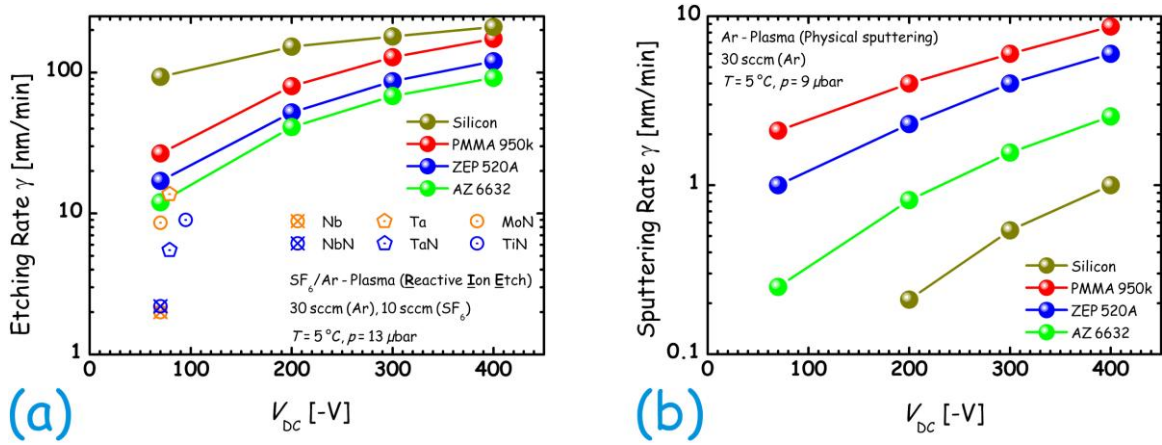 Etching Rate γ [nm/min]
100
10
1
Silicon
PMMA 950k
ZEP 520A
AZ 6632
Nb Ta MoN
NbN TaN TiN
SF6/Ar - Plasma (Reactive Ion Etch)
30 sccm (Ar), 10 sccm (SF6)
T = 5 °C, p = 13 μbar
0 100 200 300 400
VDC [-V]
(a)
Sputtering Rate γ [nm/min]
10
1
0.1
Ar - Plasma (Physical sputtering)
30 sccm (Ar)
T = 5 °C, p = 9 μbar
Silicon
PMMA 950k
ZEP 520A
AZ 6632
0 100 200 300 400
VDC [-V]
(b)